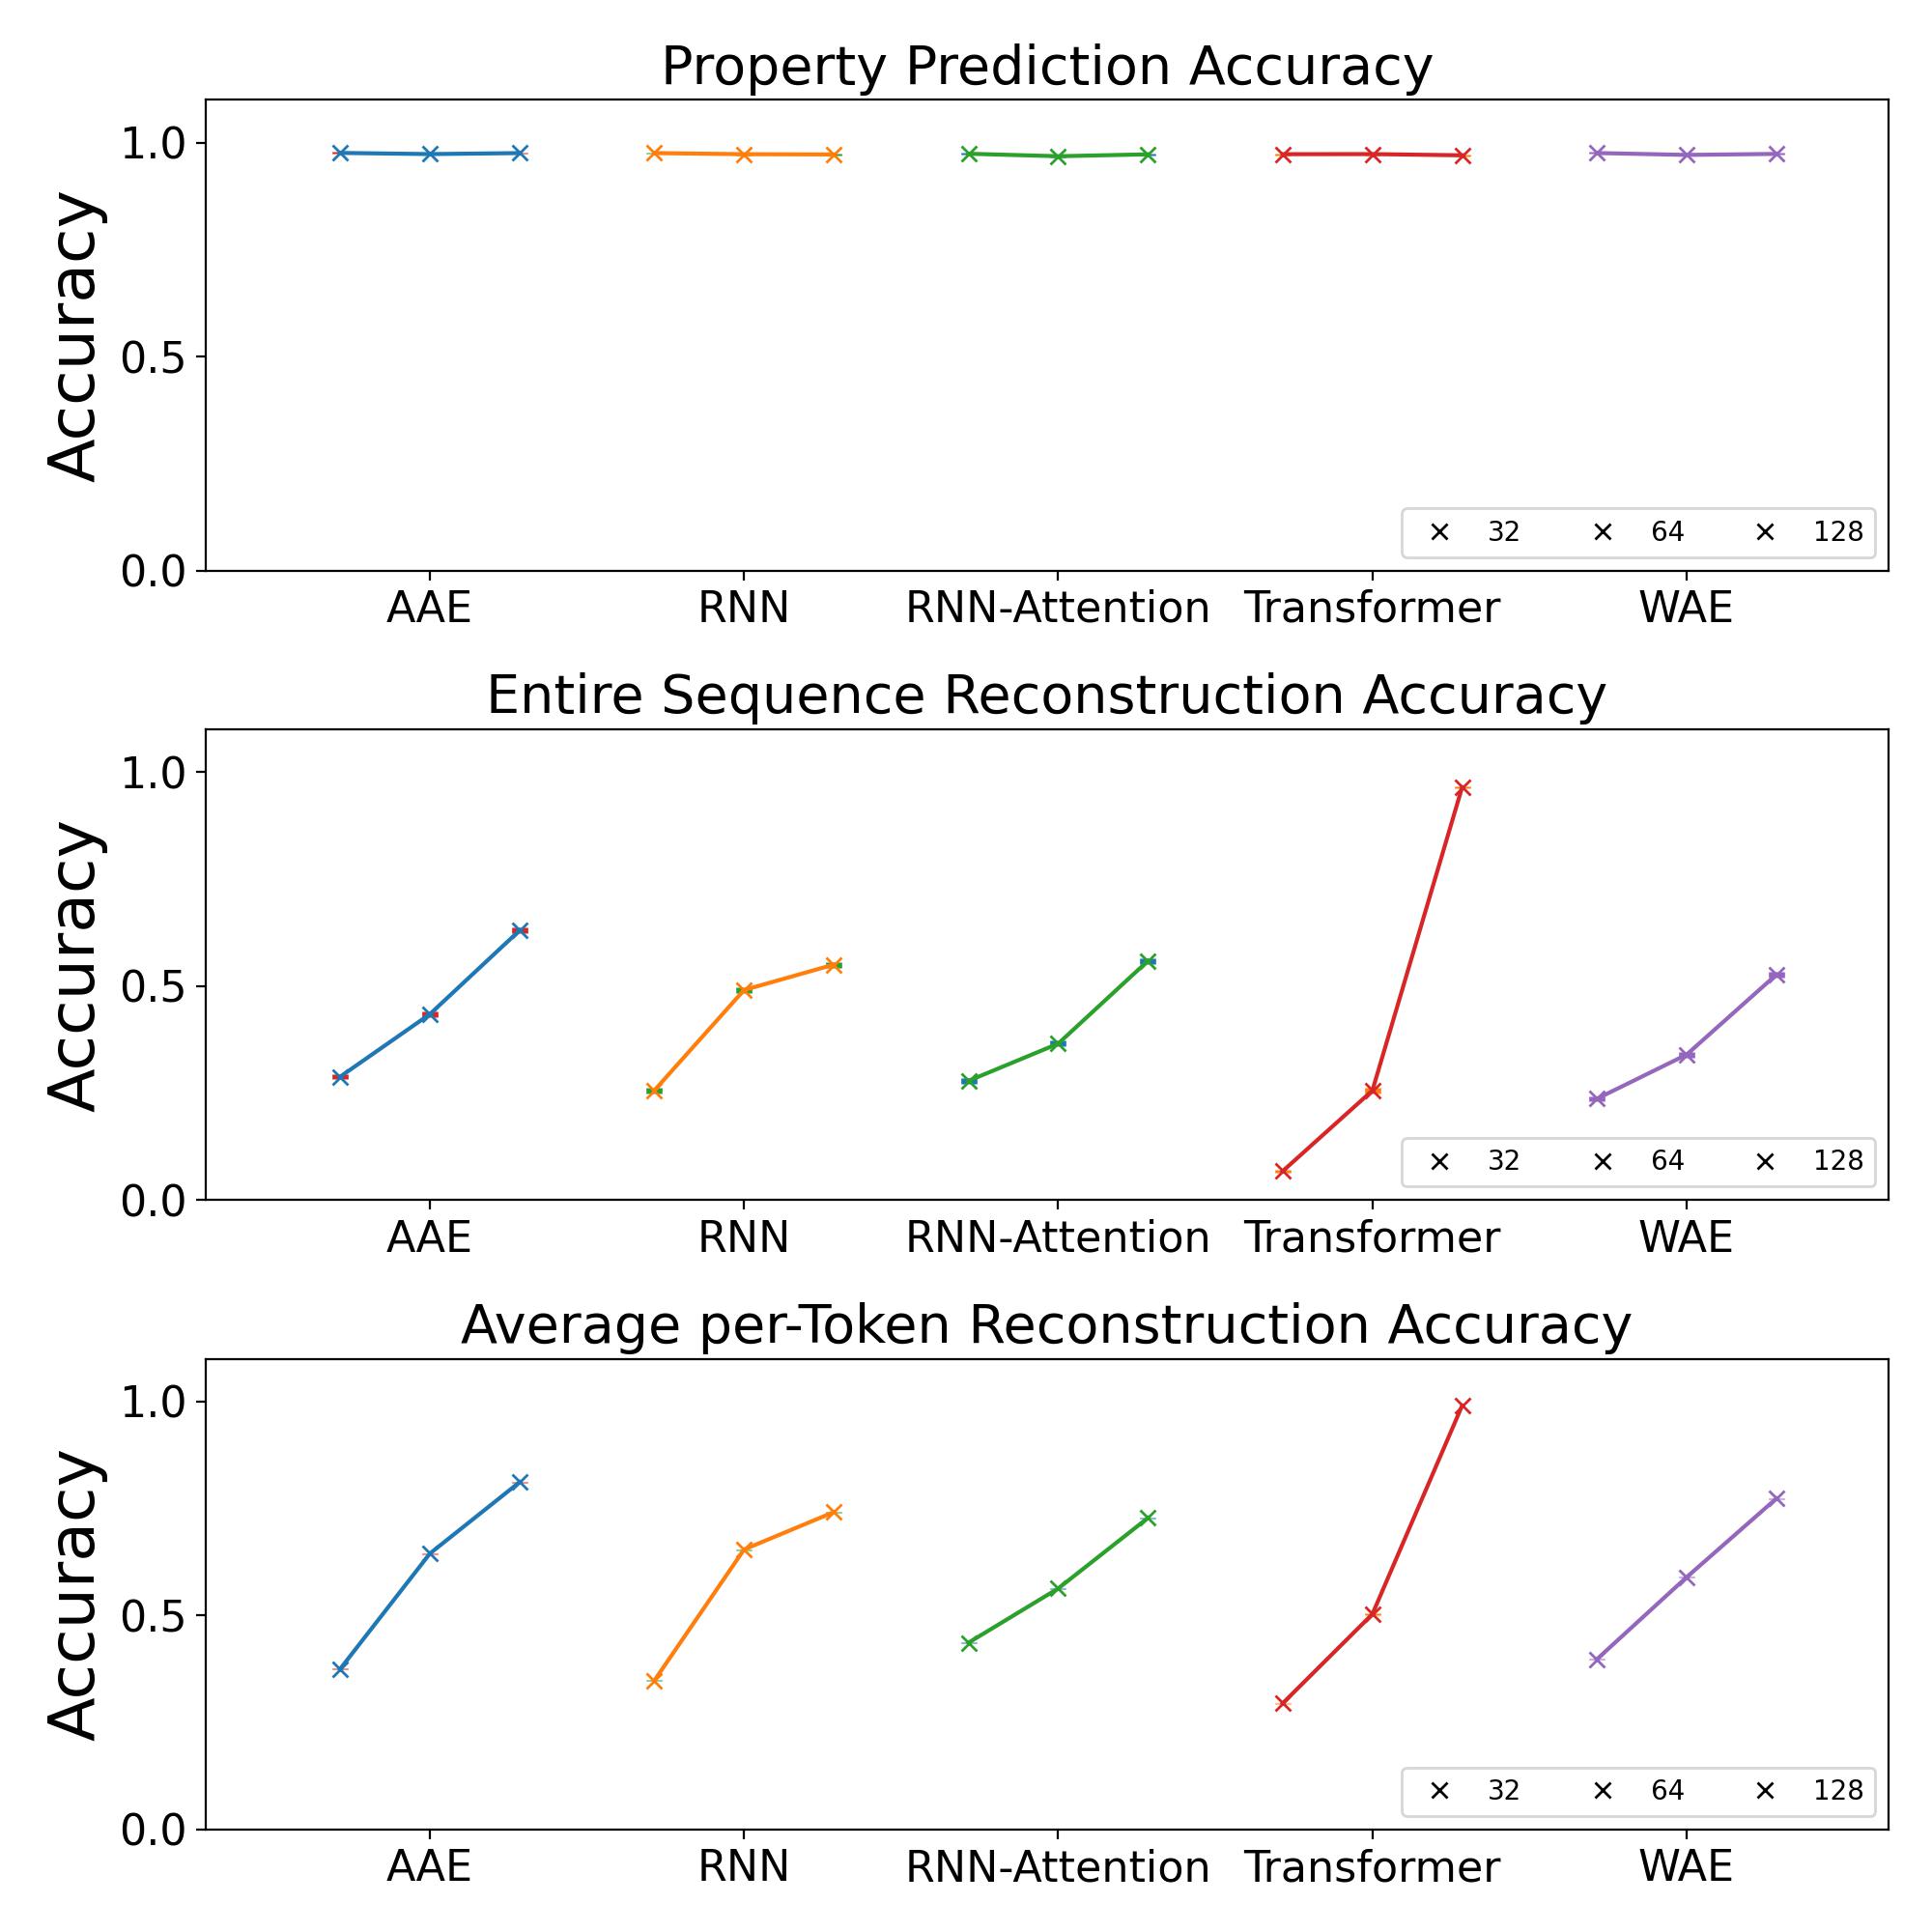 Property Prediction Accuracy
Accuracy
1.0
0.5
0.0
32 64 128
AAE RNN RNN-Attention Transformer WAE
Entire Sequence Reconstruction Accuracy
Accuracy
1.0
0.5
0.0
32 64 128
AAE RNN RNN-Attention Transformer WAE
Average per-Token Reconstruction Accuracy
Accuracy
1.0
0.5
0.0
32 64 128
AAE RNN RNN-Attention Transformer WAE